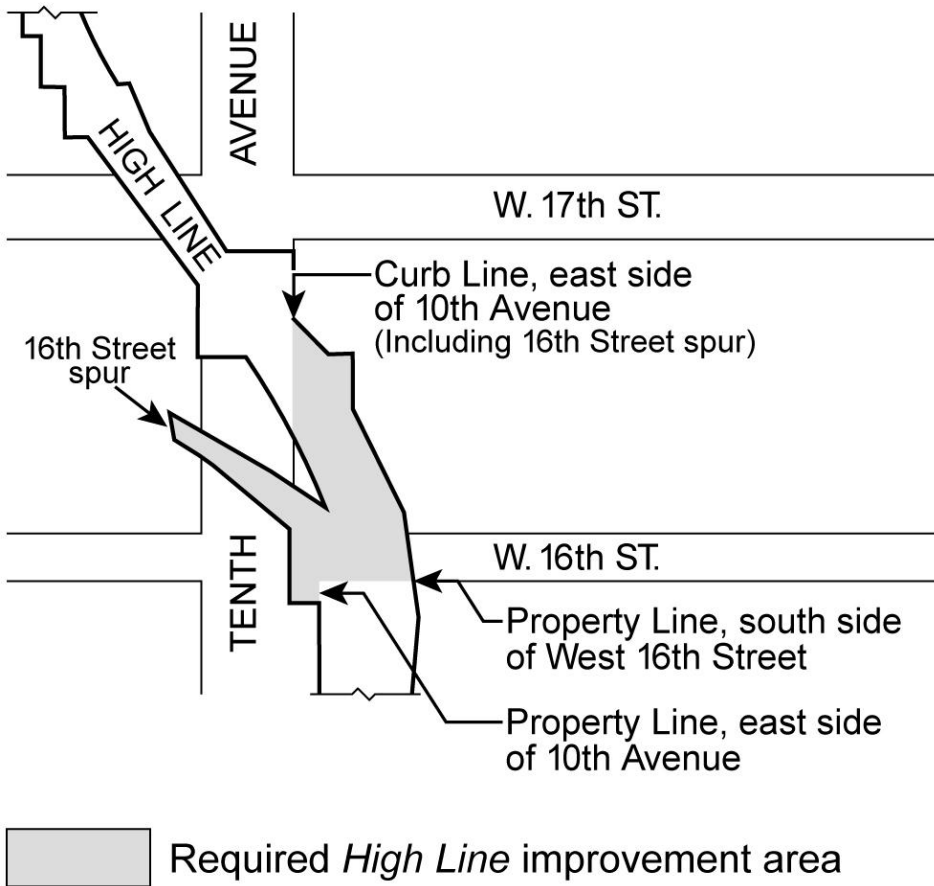 AVENUE
HIGH LINE
W. 17th ST.
Curb Line, east side
of 10th Avenue
(Including 16th Street spur)
16th Street
spur
TENTH
W. 16th ST.
Property Line, south side
of West 16th Street
Property Line, east side
of 10th Avenue
Required High Line improvement area